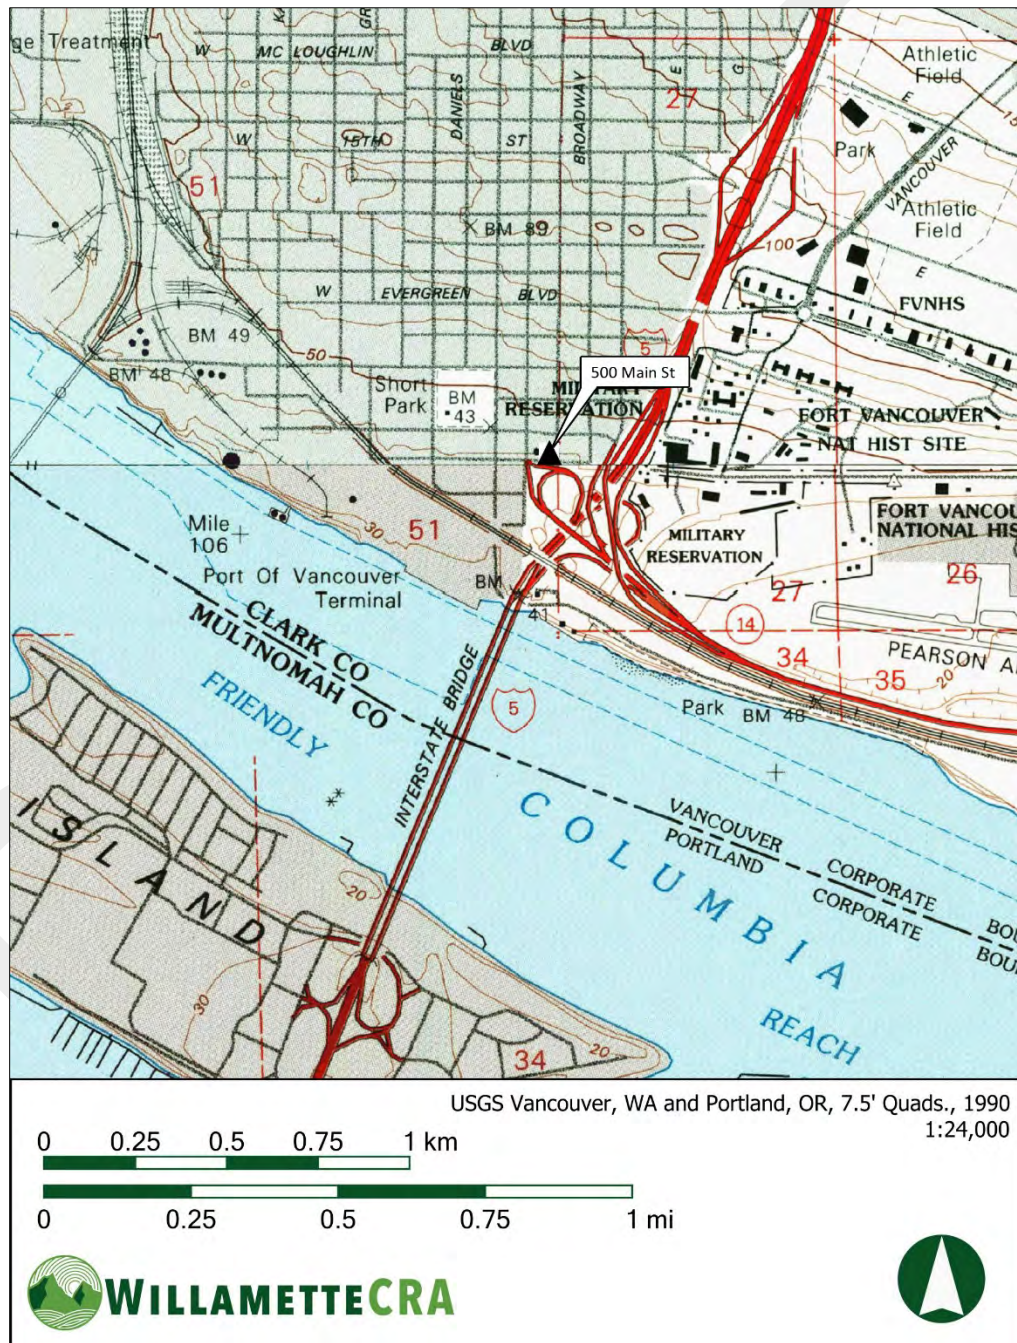 ge Treatment
W MC LOUGHLIN BLVD
KA
GR
DANIELS
BROADWAY
E
G
27
Athletic
Field
E
15
W 15TH ST
Park
VANCOUVER
51
BM 89
Athletic
Field
100
E
W EVERGREEN BLVD
FVNHS
BM 49
50
5
500 Main St
BM 48
Short
Park
BM
43
MILITARY
RESERVATION
FORT VANCOUVER
NAT HIST SITE
Mile
106
30
51
FORT VANCOU
NATIONAL HIS
MILITARY
RESERVATION
Port Of Vancouver
Terminal
BM
41
27
26
14
34
35
PEARSON A
20
CLARK CO
MULTNOMAH CO
FRIENDLY
INTERSTATE BRIDGE
5
Park BM 48
ISLAND
COLUMBIA
REACH
VANCOUVER
PORTLAND
CORPORATE
CORPORATE
BOU
BOU
20
30
34
20
USGS Vancouver, WA and Portland, OR, 7.5' Quads., 1990
1:24,000
0 0.25 0.5 0.75 1 km
0 0.25 0.5 0.75 1 mi
WILLAMETTECRA